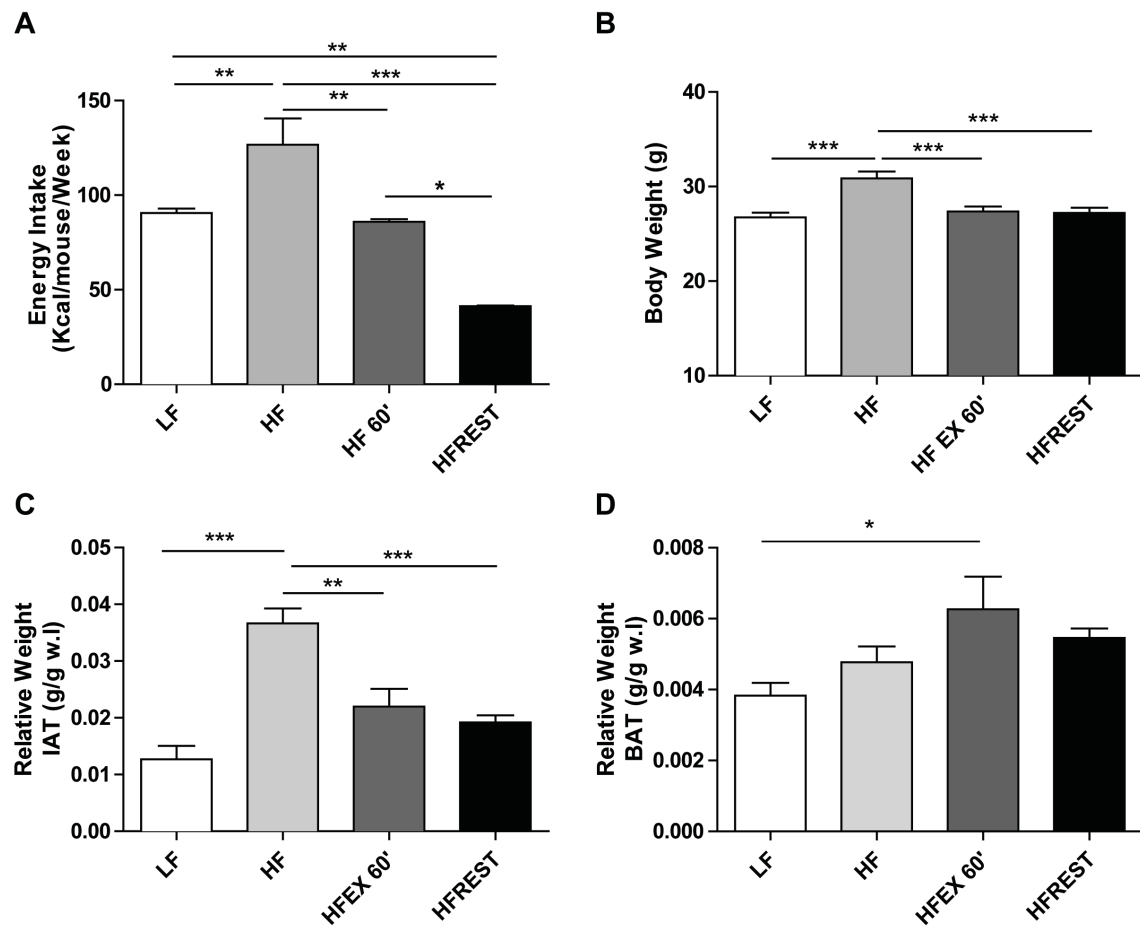 A
**
**
***
**
*
150
100
50
0
Energy Intake
(Kcal/mouse/Week)
LF
HF
HF 60'
HFREST
B
***
***
***
40
30
20
10
Body Weight (g)
LF
HF
HF EX 60'
HFREST
C
***
***
**
0.05
0.04
0.03
0.02
0.01
0.00
Relative Weight
IAT (g/g w.l)
LF
HF
HFEX 60'
HFREST
D
*
0.008
0.006
0.004
0.002
0.000
Relative Weight
BAT (g/g w.l)
LF
HF
HFEX 60'
HFREST